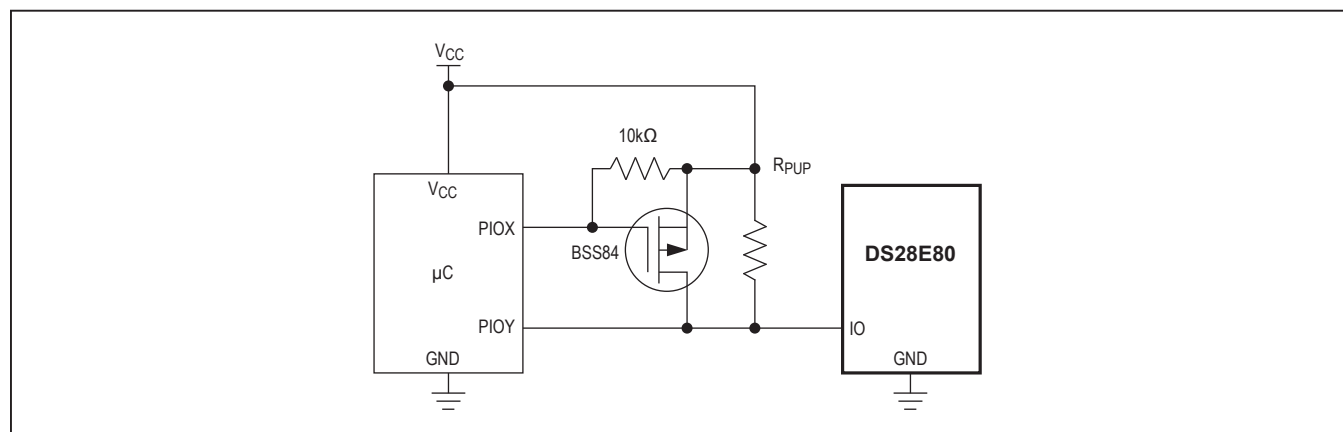 VCC
10kΩ
RPUP
VCC
PIOX
BSS84
DS28E80
µC
PIOY
IO
GND
GND